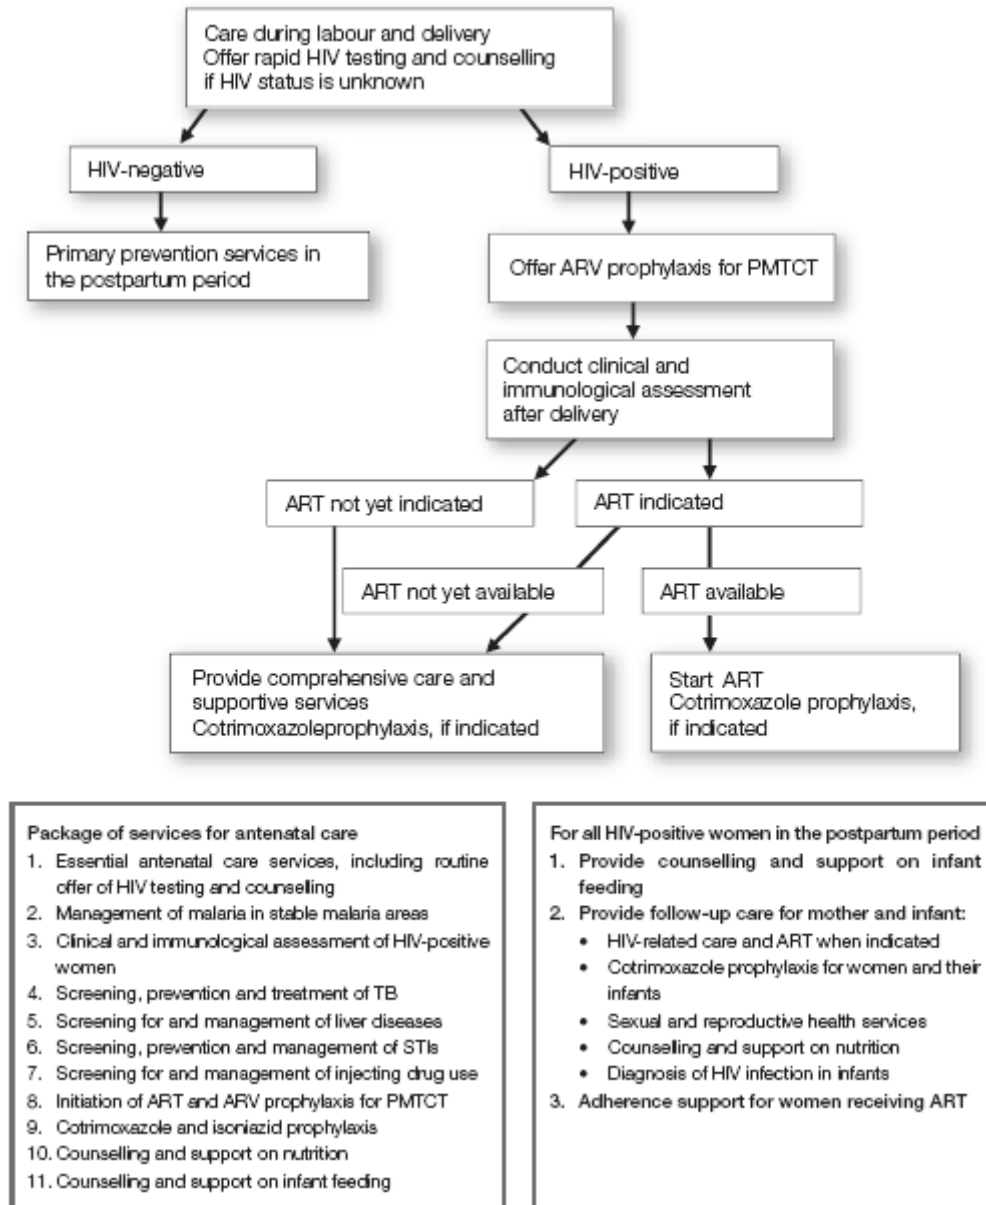 Care during labour and delivery
Offer rapid HIV testing and counselling
if HIV status is unknown
HIV-negative
HIV-positive
Primary prevention services in
the postpartum period
Offer ARV prophylaxis for PMTCT
Conduct clinical and
immunological assessment
after delivery
ART not yet indicated
ART indicated
ART not yet available
ART available
Provide comprehensive care and
supportive services
Cotrimoxazoleprophylaxis, if indicated
Start ART
Cotrimoxazole prophylaxis,
if indicated
Package of services for antenatal care
1. Essential antenatal care services, including routine
offer of HIV testing and counselling
2. Management of malaria in stable malaria areas
3. Clinical and immunological assessment of HIV-positive
women
4. Screening, prevention and treatment of TB
5. Screening for and management of liver diseases
6. Screening, prevention and management of STIs
7. Screening for and management of injecting drug use
8. Initiation of ART and ARV prophylaxis for PMTCT
9. Cotrimoxazole and isoniazid prophylaxis
10. Counselling and support on nutrition
11. Counselling and support on infant feeding
For all HIV-positive women in the postpartum period
1. Provide counselling and support on infant
feeding
2. Provide follow-up care for mother and infant:
• HIV-related care and ART when indicated
• Cotrimoxazole prophylaxis for women and their
infants
• Sexual and reproductive health services
• Counselling and support on nutrition
• Diagnosis of HIV infection in infants
3. Adherence support for women receiving ART